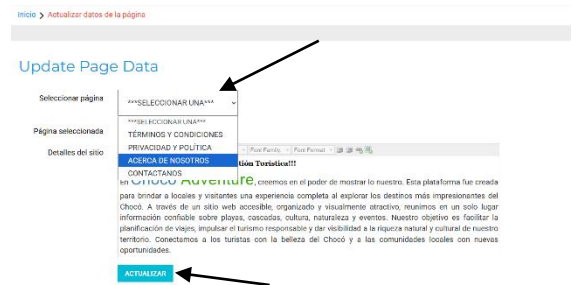 Inicio > Actualizar datos de la página
Update Page Data
Seleccionar página
***SELECCIONAR UNA***
***SELECCIONAR UNA***
TÉRMINOS Y CONDICIONES
PRIVACIDAD Y POLÍTICA
ACERCA DE NOSOTROS
CONTACTANOS
Página seleccionada
Detalles del sitio
Font Family. Font Format
tión Toristica!!!
en Chocó Adventure, creemos en el poder de mostrar lo nuestro. Esta plataforma fue creada
para brindar a locales y visitantes una experiencia completa al explorar los destinos más impresionantes del
Chocó. A través de un sitio web accesible, organizado y visualmente atractivo, reunimos en un solo lugar
información confiable sobre playas, cascadas, cultura, naturaleza y eventos. Nuestro objetivo es facilitar la
planificación de viajes, impulsar el turismo responsable y dar visibilidad a la riqueza natural y cultural de nuestro
territorio. Conectamos a los turistas con la belleza del Chocó y a las comunidades locales con nuevas
oportunidades.
ACTUALIZAR